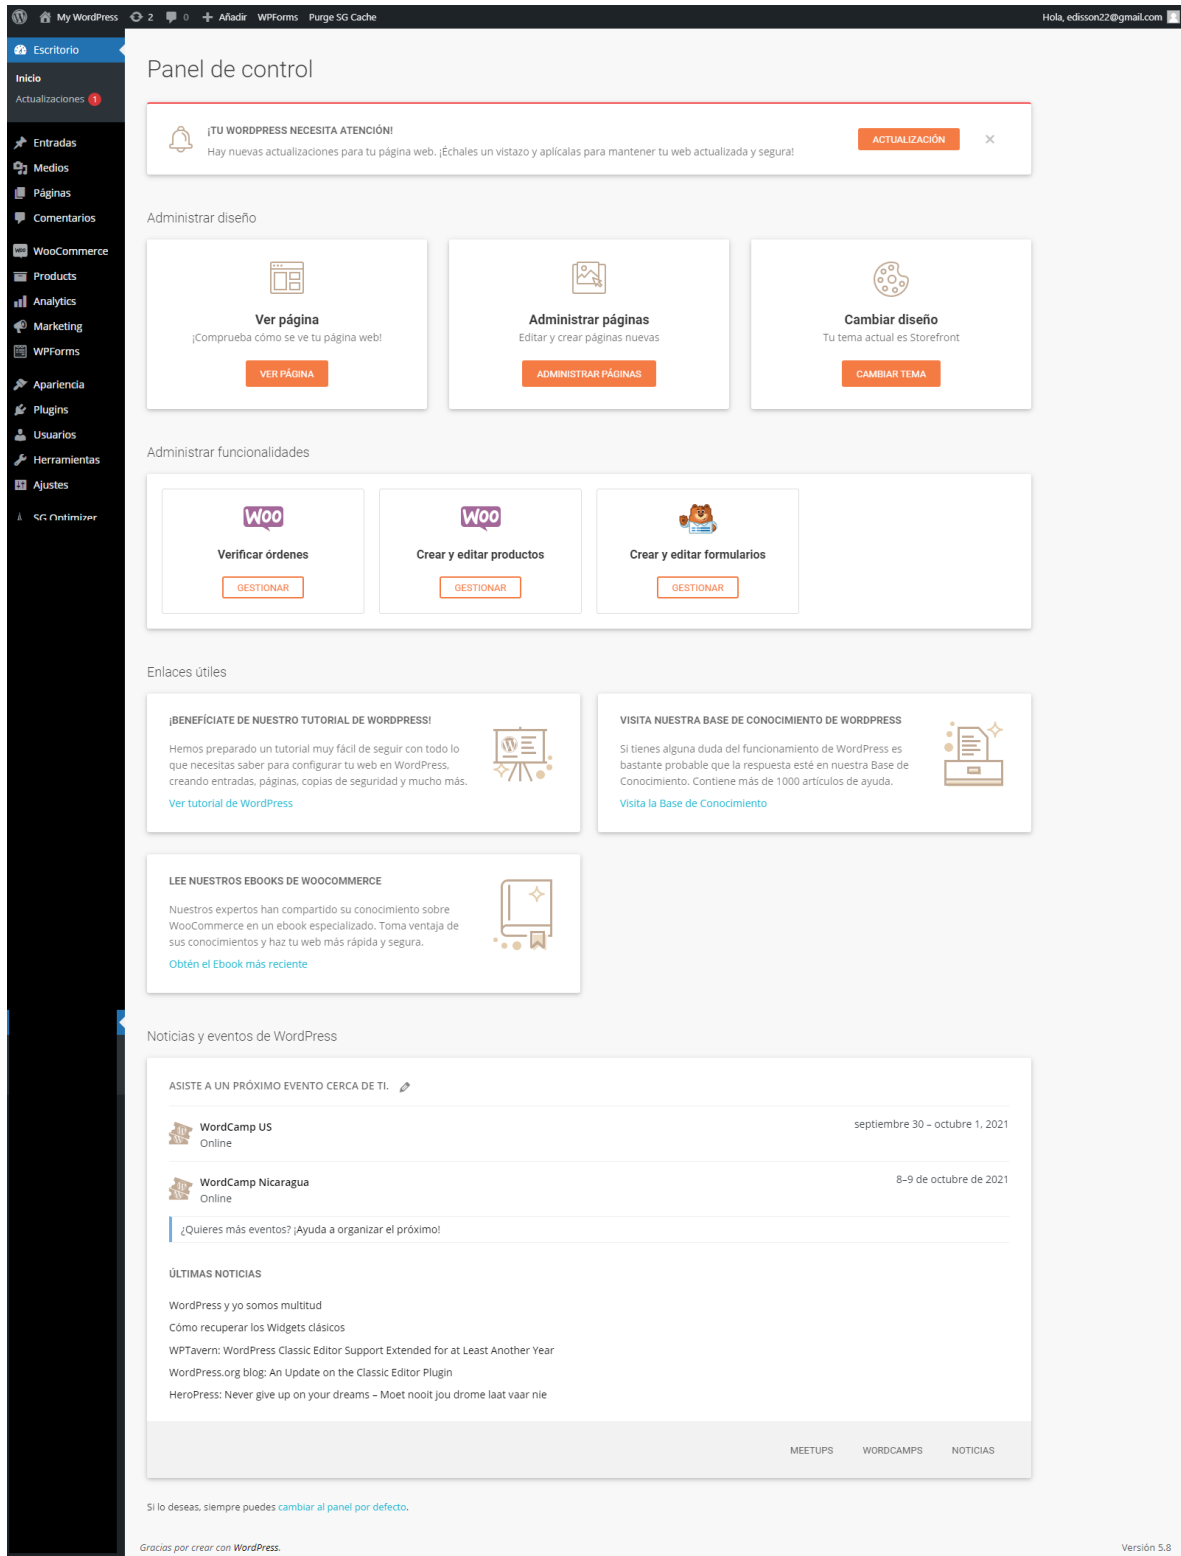 My WordPress 2 0 Añadir WPForms Purge SG Cache Hola, edisson22@gmail.com
Escritorio
Inicio
Actualizaciones 1
Entradas
Medios
Páginas
Comentarios
WooCommerce
Products
Analytics
Marketing
WPForms
Apariencia
Plugins
Usuarios
Herramientas
Ajustes
SG Optimizer
Panel de control
¡TU WORDPRESS NECESITA ATENCIÓN!
Hay nuevas actualizaciones para tu página web. ¡Échales un vistazo y aplícalas para mantener tu web actualizada y segura!
ACTUALIZACIÓN
Administrar diseño
Ver página
¡Comprueba cómo se ve tu página web!
VER PÁGINA
Administrar páginas
Editar y crear páginas nuevas
ADMINISTRAR PÁGINAS
Cambiar diseño
Tu tema actual es Storefront
CAMBIAR TEMA
Administrar funcionalidades
WOO
Verificar órdenes
GESTIONAR
WOO
Crear y editar productos
GESTIONAR
Crear y editar formularios
GESTIONAR
Enlaces útiles
¡BENEFÍCIATE DE NUESTRO TUTORIAL DE WORDPRESS!
Hemos preparado un tutorial muy fácil de seguir con todo lo
que necesitas saber para configurar tu web en WordPress,
creando entradas, páginas, copias de seguridad y mucho más.
Ver tutorial de WordPress
VISITA NUESTRA BASE DE CONOCIMIENTO DE WORDPRESS
Si tienes alguna duda del funcionamiento de WordPress es
bastante probable que la respuesta esté en nuestra Base de
Conocimiento. Contiene más de 1000 artículos de ayuda.
Visita la Base de Conocimiento
LEE NUESTROS EBOOKS DE WOOCOMMERCE
Nuestros expertos han compartido su conocimiento sobre
WooCommerce en un ebook especializado. Toma ventaja de
sus conocimientos y haz tu web más rápida y segura.
Obtén el Ebook más reciente
Noticias y eventos de WordPress
ASISTE A UN PRÓXIMO EVENTO CERCA DE TI.
WordCamp US
Online
septiembre 30 – octubre 1, 2021
WordCamp Nicaragua
Online
8–9 de octubre de 2021
¿Quieres más eventos? ¡Ayuda a organizar el próximo!
ÚLTIMAS NOTICIAS
WordPress y yo somos multitud
Cómo recuperar los Widgets clásicos
WPTavern: WordPress Classic Editor Support Extended for at Least Another Year
WordPress.org blog: An Update on the Classic Editor Plugin
HeroPress: Never give up on your dreams – Moet nooit jou drome laat vaar nie
MEETUPS WORDCAMPS NOTICIAS
Si lo deseas, siempre puedes cambiar al panel por defecto.
Gracias por crear con WordPress.
Versión 5.8